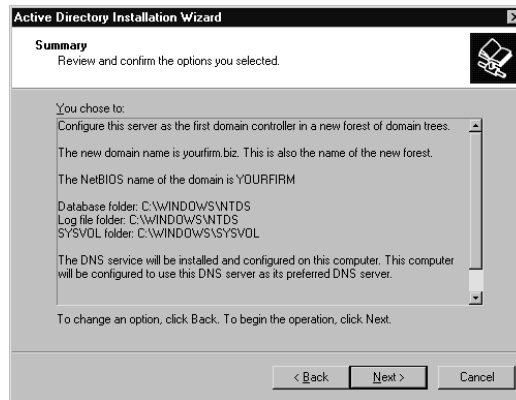 Active Directory Installation Wizard
Summary
Review and confirm the options you selected.
You chose to:
Configure this server as the first domain controller in a new forest of domain trees.
The new domain name is yourfirm.biz. This is also the name of the new forest.
The NetBIOS name of the domain is YOURFIRM
Database folder: C:\WINDOWS\NTDS
Log file folder: C:\WINDOWS\NTDS
SYSVOL folder: C:\WINDOWS\SYSVOL
The DNS service will be installed and configured on this computer. This computer
will be configured to use this DNS server as its preferred DNS server.
To change an option, click Back. To begin the operation, click Next.
< Back Next > Cancel